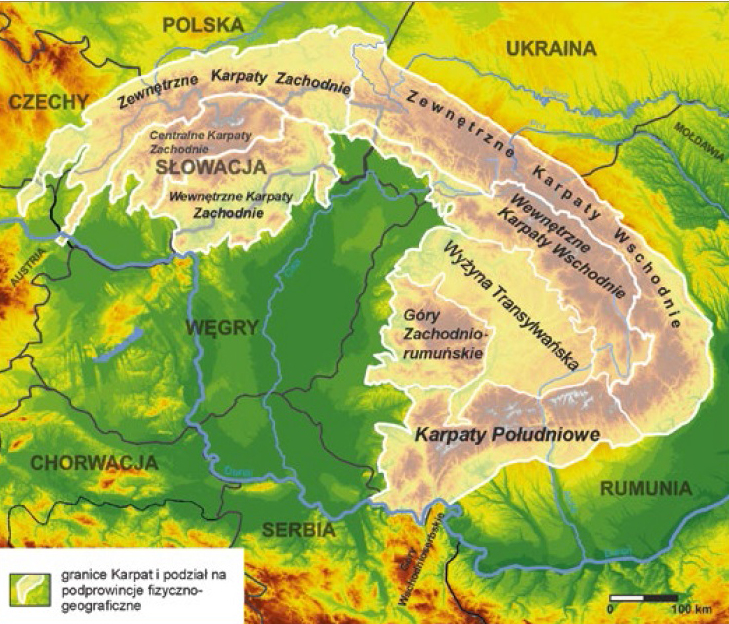 POLSKA
UKRAINA
CZECHY
Zewnętrzne Karpaty Zachodnie
Zewnętrzne Karpaty Wschodnie
MOŁDAWIA
Centralne Karpaty
Zachodnie
SŁOWACJA
Wewnętrzne Karpaty
Zachodnie
Wewnętrzne
Karpaty Wschodnie
AUSTRIA
Wyżyna Transylwańska
WĘGRY
Góry
Zachodnio-
rumuńskie
Karpaty Południowe
CHORWACJA
Dunaj
RUMUNIA
SERBIA
Góry
Wschodnioserbskie
granice Karpat i podział na
podprowincje fizyczno-
geograficzne
100 km